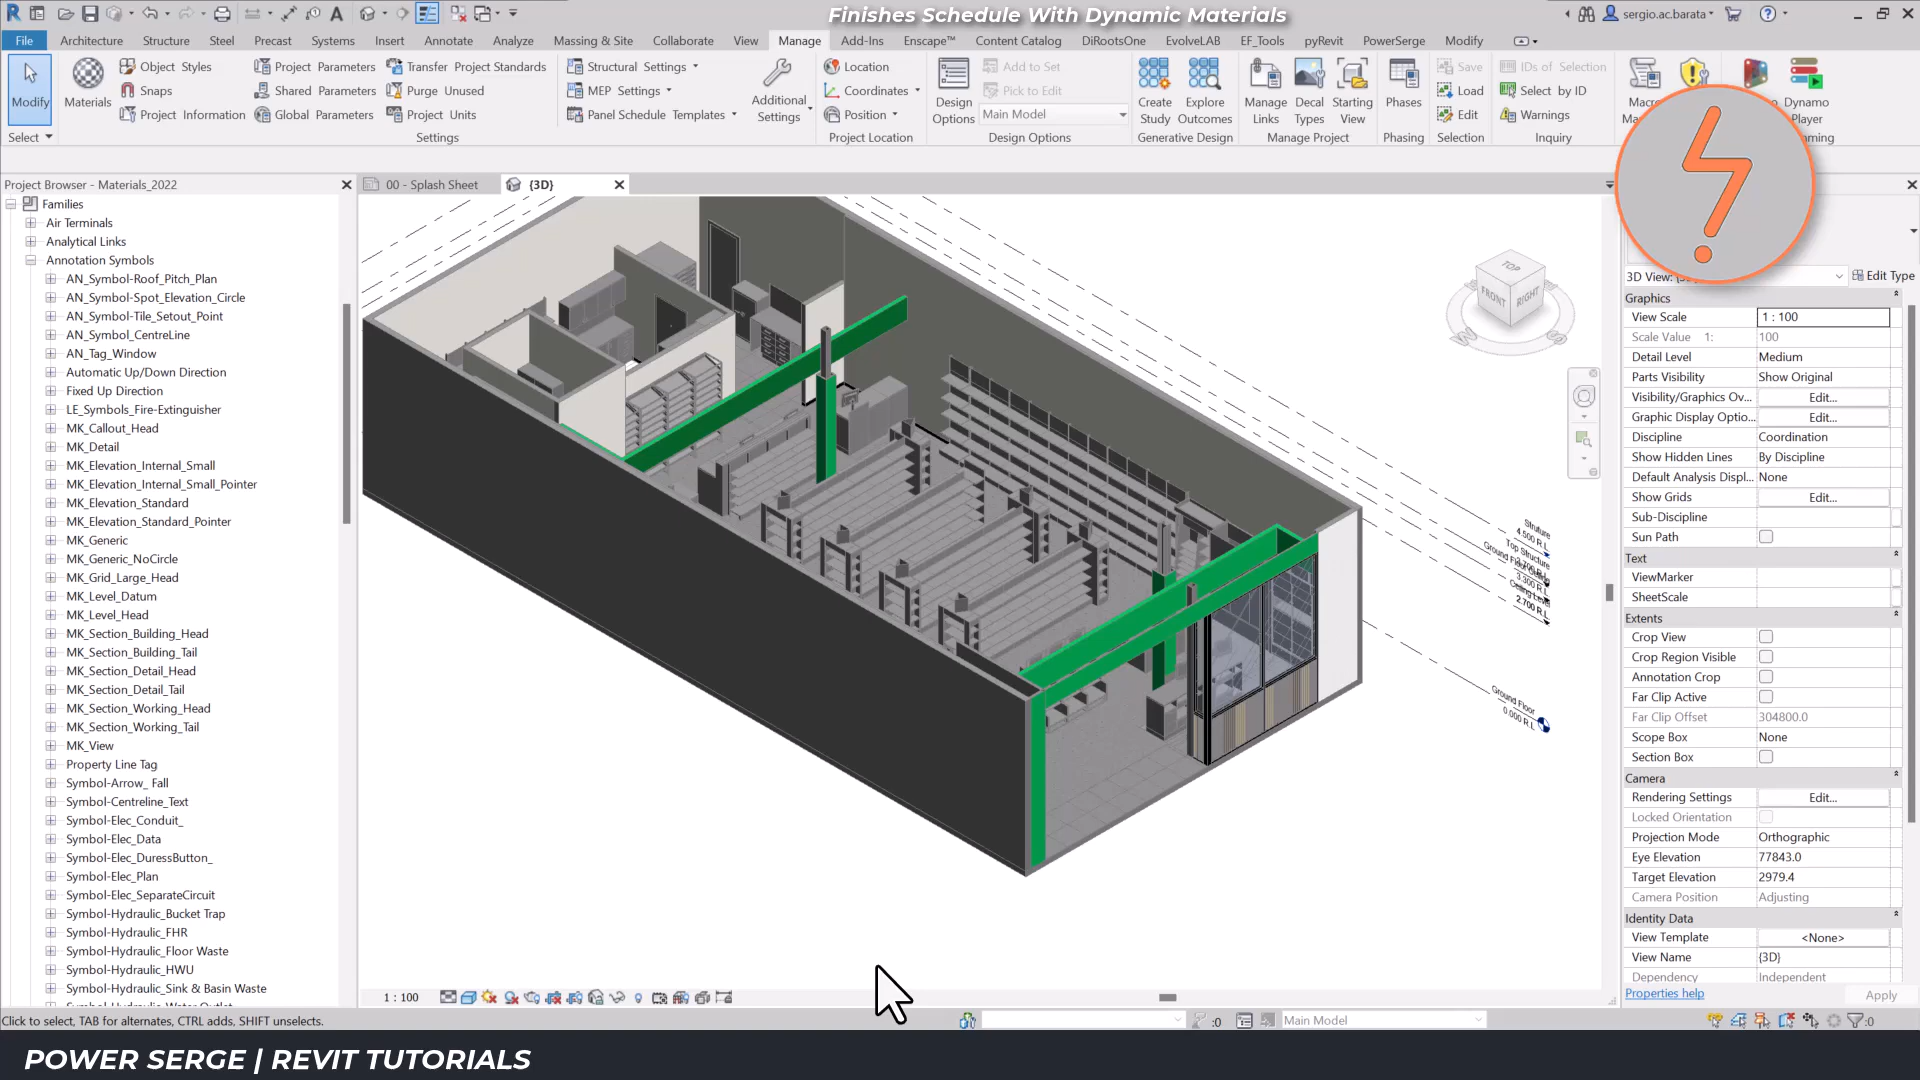 Finishes Schedule With Dynamic Materials
sergio.ac.barata
File
Architecture
Structure
Steel
Precast
Systems
Insert
Annotate
Analyze
Massing & Site
Collaborate
View
Manage
Add-Ins
Enscape™
Content Catalog
DiRootsOne
EvolveLAB
EF_Tools
pyRevit
PowerSerge
Modify
Modify
Select
Materials
Object Styles
Snaps
Project Information
Project Parameters
Shared Parameters
Global Parameters
Transfer Project Standards
Purge Unused
Project Units
Settings
Structural Settings
MEP Settings
Panel Schedule Templates
Additional
Settings
Location
Coordinates
Position
Project Location
Design
Options
Add to Set
Pick to Edit
Main Model
Design Options
Create
Study
Explore
Outcomes
Generative Design
Manage
Links
Decal
Types
Starting
View
Manage Project
Phases
Phasing
Save
Load
Edit
Selection
IDs of Selection
Select by ID
Warnings
Inquiry
Dynamo
Player
Project Browser - Materials_2022
00 - Splash Sheet
{3D}
Families
Air Terminals
Analytical Links
Annotation Symbols
AN_Symbol-Roof_Pitch_Plan
AN_Symbol-Spot_Elevation_Circle
AN_Symbol-Tile_Setout_Point
AN_Symbol_CentreLine
AN_Tag_Window
Automatic Up/Down Direction
Fixed Up Direction
LE_Symbols_Fire-Extinguisher
MK_Callout_Head
MK_Detail
MK_Elevation_Internal_Small
MK_Elevation_Internal_Small_Pointer
MK_Elevation_Standard
MK_Elevation_Standard_Pointer
MK_Generic
MK_Generic_NoCircle
MK_Grid_Large_Head
MK_Level_Datum
MK_Level_Head
MK_Section_Building_Head
MK_Section_Building_Tail
MK_Section_Detail_Head
MK_Section_Detail_Tail
MK_Section_Working_Head
MK_Section_Working_Tail
MK_View
Property Line Tag
Symbol-Arrow_ Fall
Symbol-Centreline_Text
Symbol-Elec_Conduit_
Symbol-Elec_Data
Symbol-Elec_DuressButton_
Symbol-Elec_Plan
Symbol-Elec_SeparateCircuit
Symbol-Hydraulic_Bucket Trap
Symbol-Hydraulic_FHR
Symbol-Hydraulic_Floor Waste
Symbol-Hydraulic_HWU
Symbol-Hydraulic_Sink & Basin Waste
TOP
FRONT
RIGHT
W
S
Struture
4.500 R.L
Top Structure
3.300 R.L
Ceiling Level
2.700 R.L
Ground Floor
0.000 R.L
3D View:
Edit Type
Graphics
View Scale 1 : 100
Scale Value 1: 100
Detail Level Medium
Parts Visibility Show Original
Visibility/Graphics Ov... Edit...
Graphic Display Optio... Edit...
Discipline Coordination
Show Hidden Lines By Discipline
Default Analysis Displ... None
Show Grids Edit...
Sub-Discipline
Sun Path
Text
ViewMarker
SheetScale
Extents
Crop View
Crop Region Visible
Annotation Crop
Far Clip Active
Far Clip Offset 304800.0
Scope Box None
Section Box
Camera
Rendering Settings Edit...
Locked Orientation
Projection Mode Orthographic
Eye Elevation 77843.0
Target Elevation 2979.4
Camera Position Adjusting
Identity Data
View Template <None>
View Name {3D}
Dependency Independent
Properties help
Apply
1 : 100
Click to select, TAB for alternates, CTRL adds, SHIFT unselects.
:0
Main Model
:0
POWER SERGE | REVIT TUTORIALS